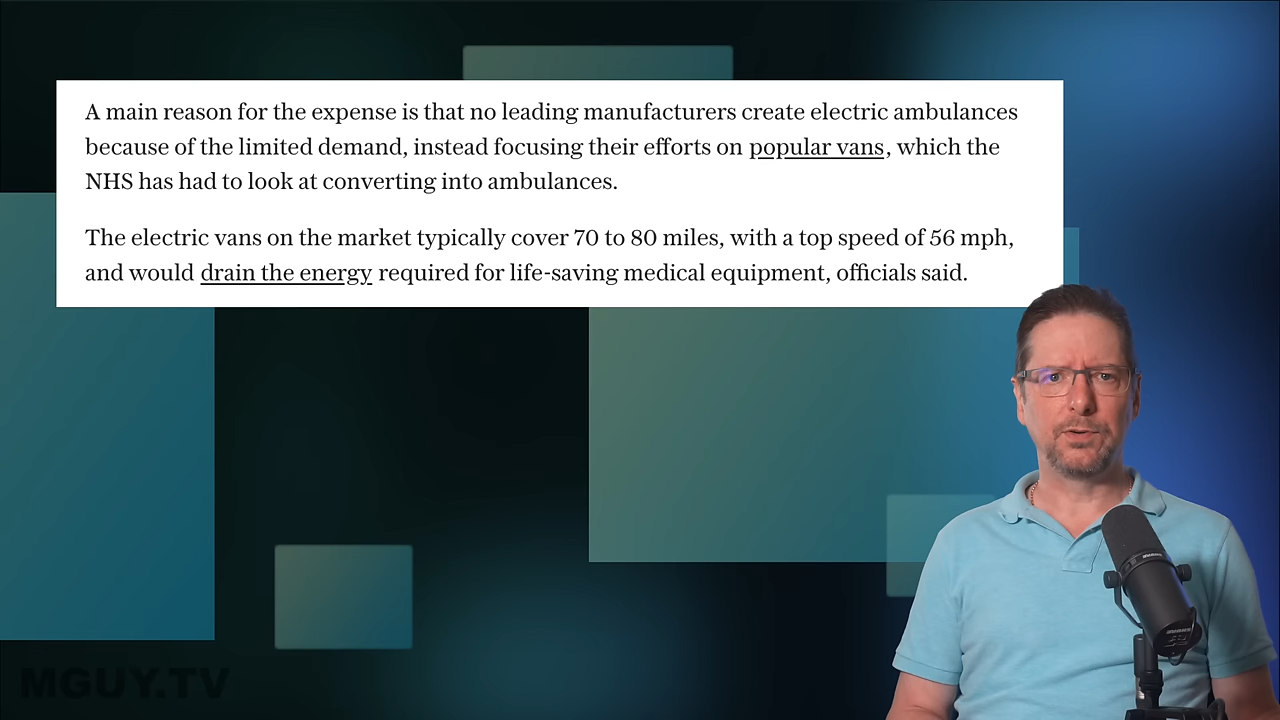 A main reason for the expense is that no leading manufacturers create electric ambulances
because of the limited demand, instead focusing their efforts on popular vans, which the
NHS has had to look at converting into ambulances.
The electric vans on the market typically cover 70 to 80 miles, with a top speed of 56 mph,
and would drain the energy required for life-saving medical equipment, officials said.
MGUY.TV